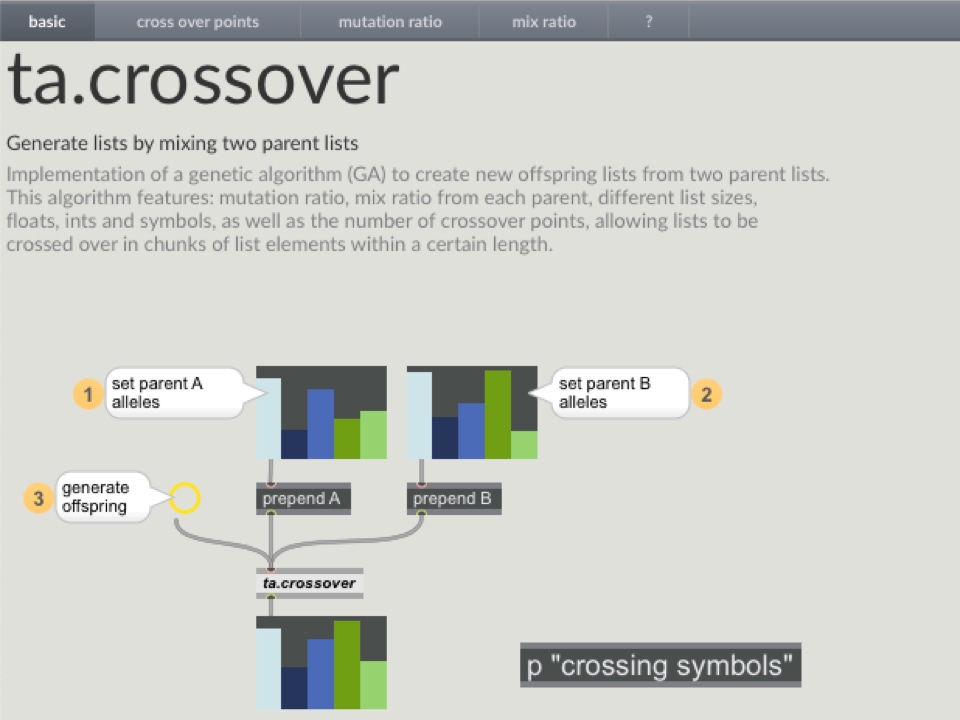 basic
cross over points
mutation ratio
mix ratio
?
ta.crossover
Generate lists by mixing two parent lists
Implementation of a genetic algorithm (GA) to create new offspring lists from two parent lists.
This algorithm features: mutation ratio, mix ratio from each parent, different list sizes,
floats, ints and symbols, as well as the number of crossover points, allowing lists to be
crossed over in chunks of list elements within a certain length.
1
set parent A
alleles
set parent B
alleles
2
3
generate
offspring
prepend A
prepend B
ta.crossover
p "crossing symbols"